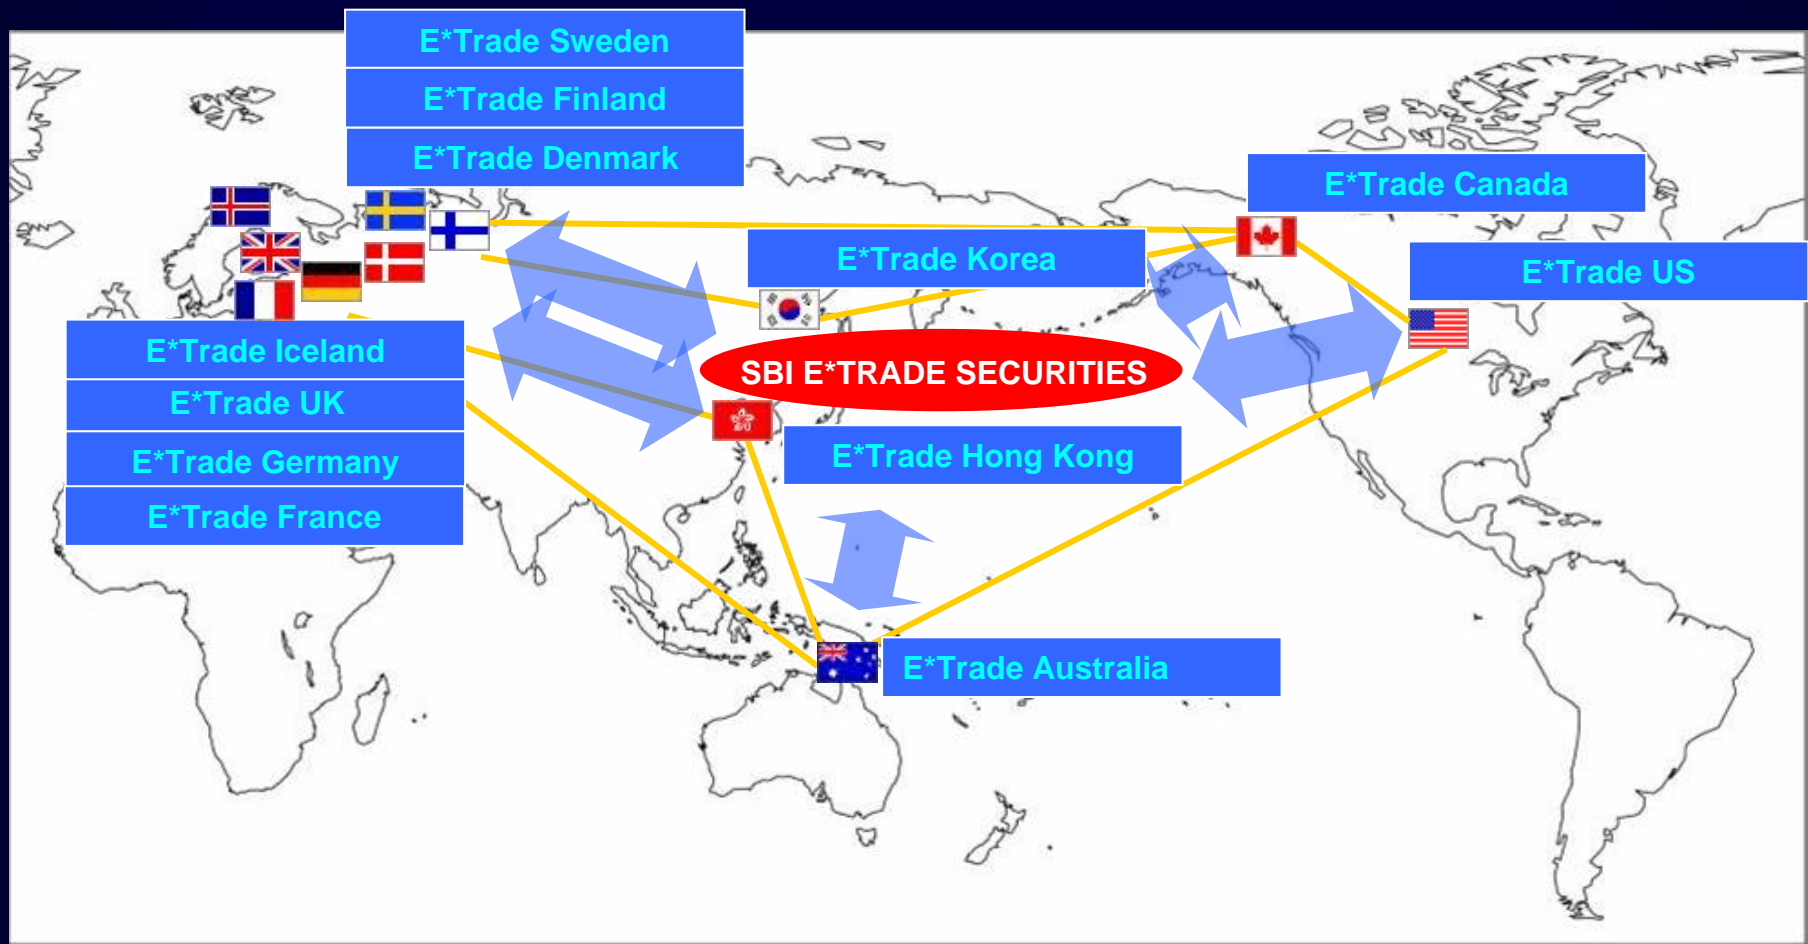 E*Trade Sweden
E*Trade Finland
E*Trade Denmark
E*Trade Canada
E*Trade Korea
E*Trade US
E*Trade Iceland
E*Trade UK
E*Trade Germany
E*Trade France
SBI E*TRADE SECURITIES
E*Trade Hong Kong
E*Trade Australia